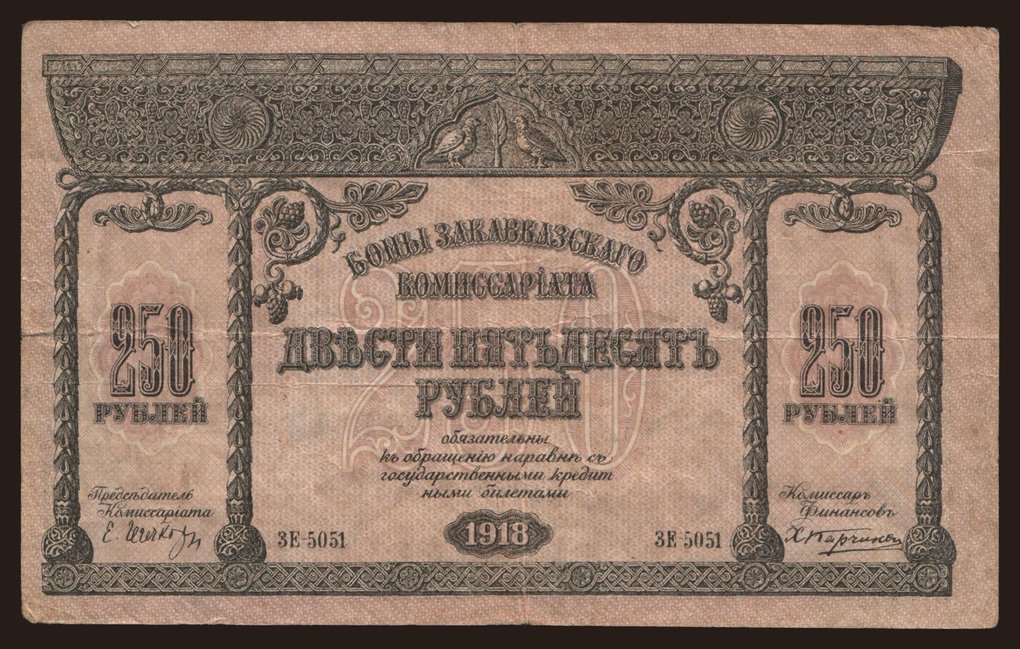 БОНЫ ЗАКАВКАЗСКАГО
КОМИССАРІАТА
ДВѢСТИ ПЯТЬДЕСЯТЪ
РУБЛЕЙ
250
РУБЛЕЙ
250
РУБЛЕЙ
обязательны
къ обращенію наравнѣ съ
государственными кредит
ными билетами
Предсѣдатель
Комиссаріата
Комиссаръ
Финансовъ
ЗЕ-5051
1918
ЗЕ-5051